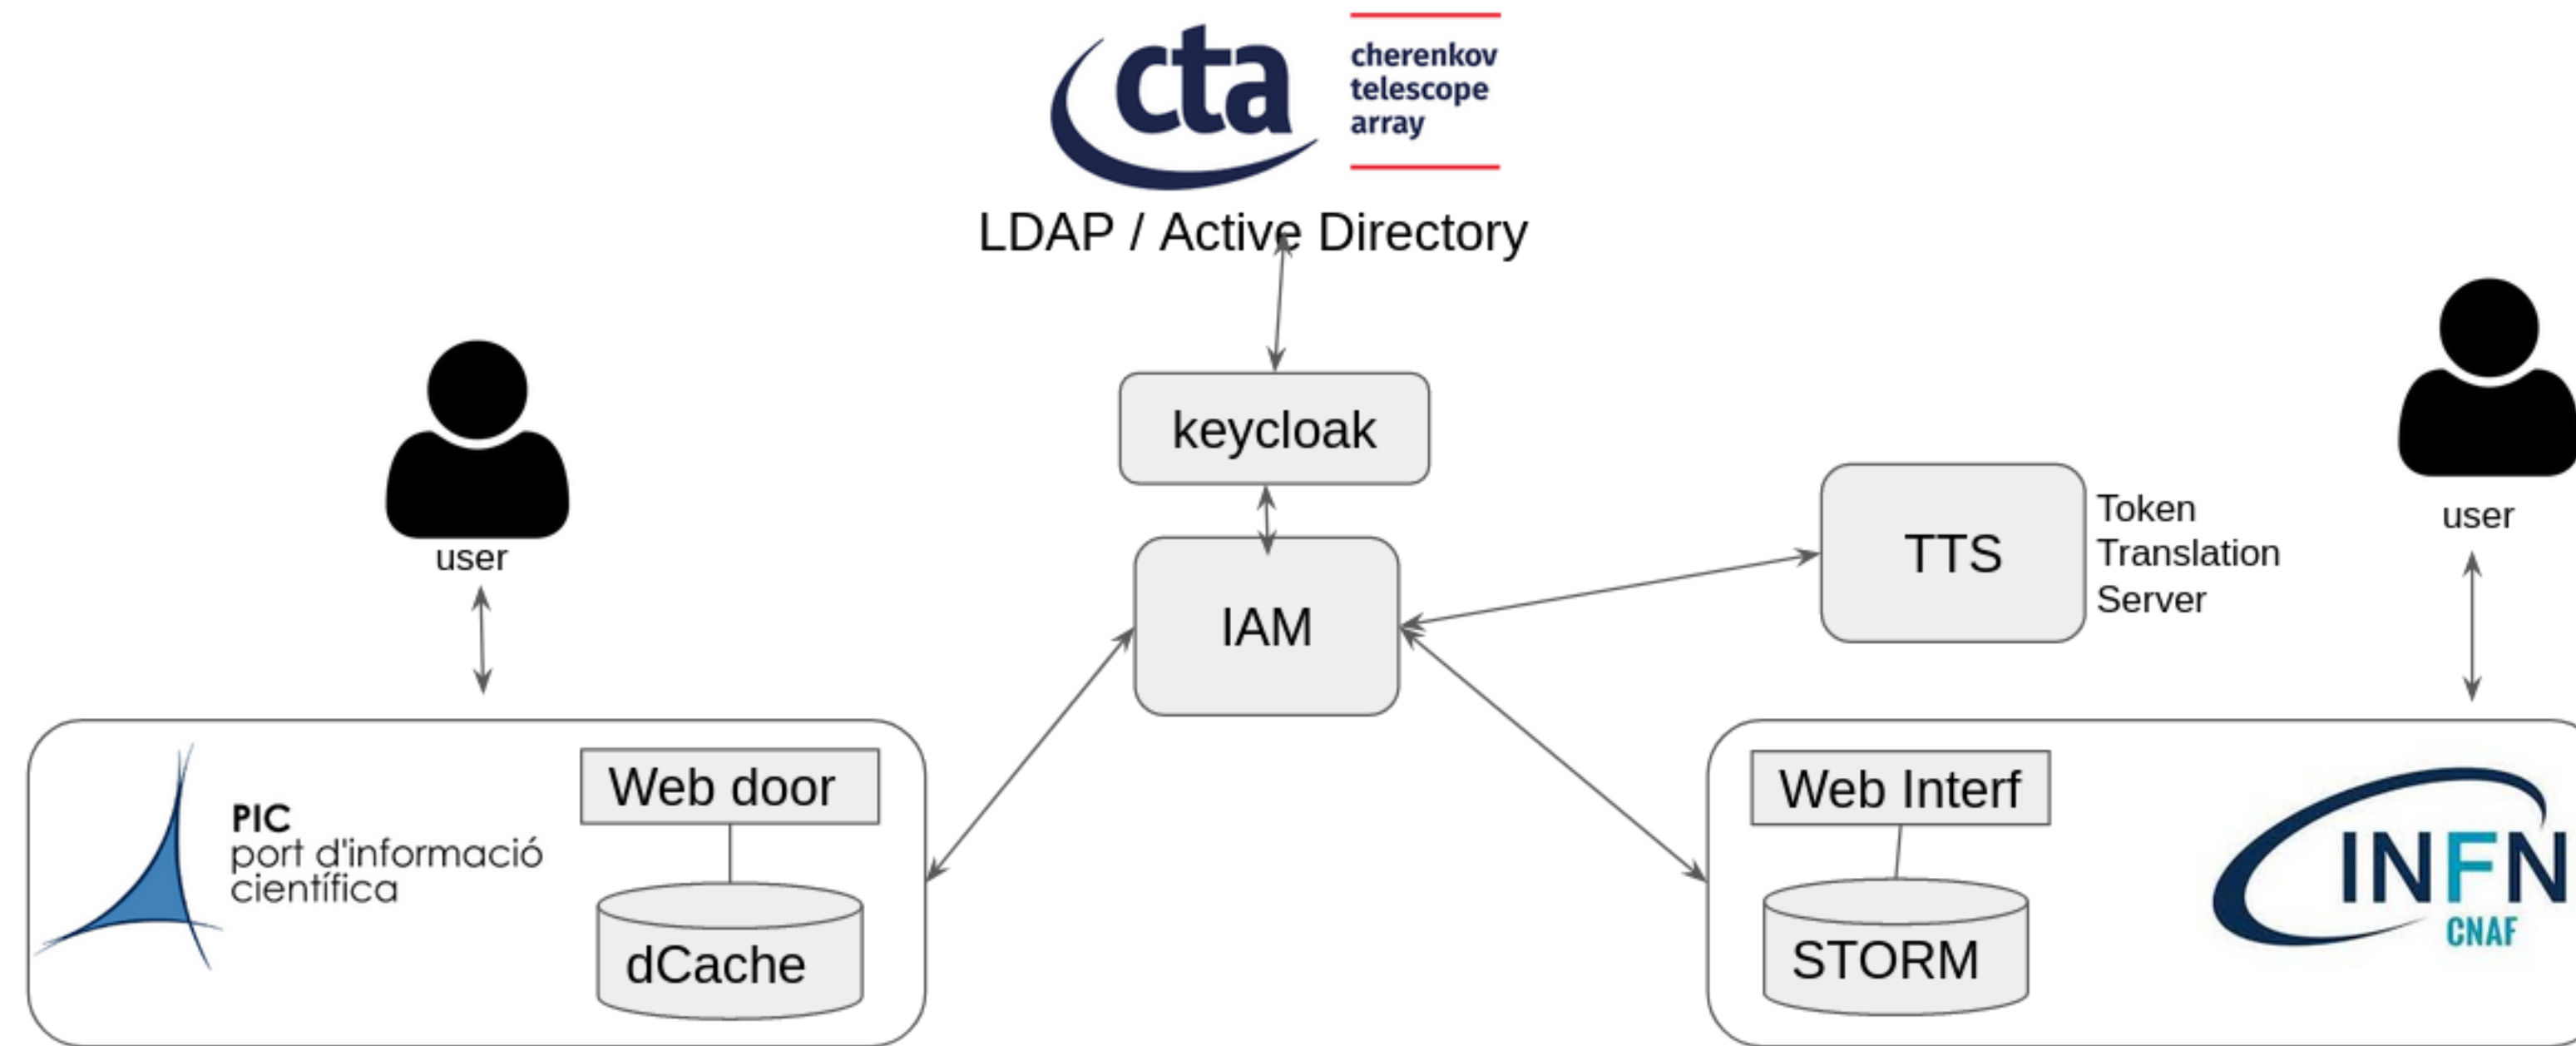 cta
cherenkov
telescope
array
LDAP / Active Directory
keycloak
user
user
Token
Translation
Server
TTS
IAM
Web door
Web Interf
PIC
port d'informació
científica
dCache
STORM
INFN
CNAF